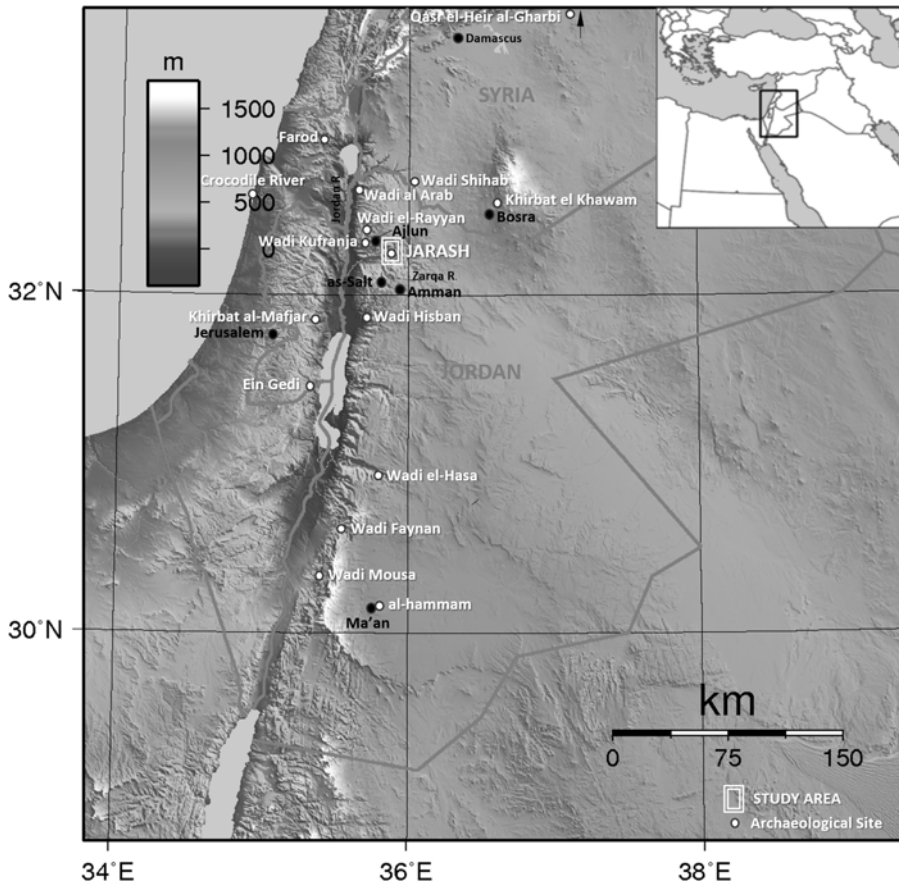 Qasr el-Heir al-Gharbi
Damascus
m
1500
1000
500
0
SYRIA
Farod
Crocodile River
Jordan R.
Wadi Shihab
Wadi al Arab
Khirbat el Khawam
Bosra
Wadi el-Rayyan
Ajlun
Wadi Kufranja
JARASH
Zarqa R.
as-Salt
Amman
32°N
Khirbat al-Mafjar
Wadi Hisban
Jerusalem
JORDAN
Ein Gedi
Wadi el-Hasa
Wadi Faynan
Wadi Mousa
al-hammam
Ma'an
30°N
km
0 75 150
STUDY AREA
Archaeological Site
34°E 36°E 38°E